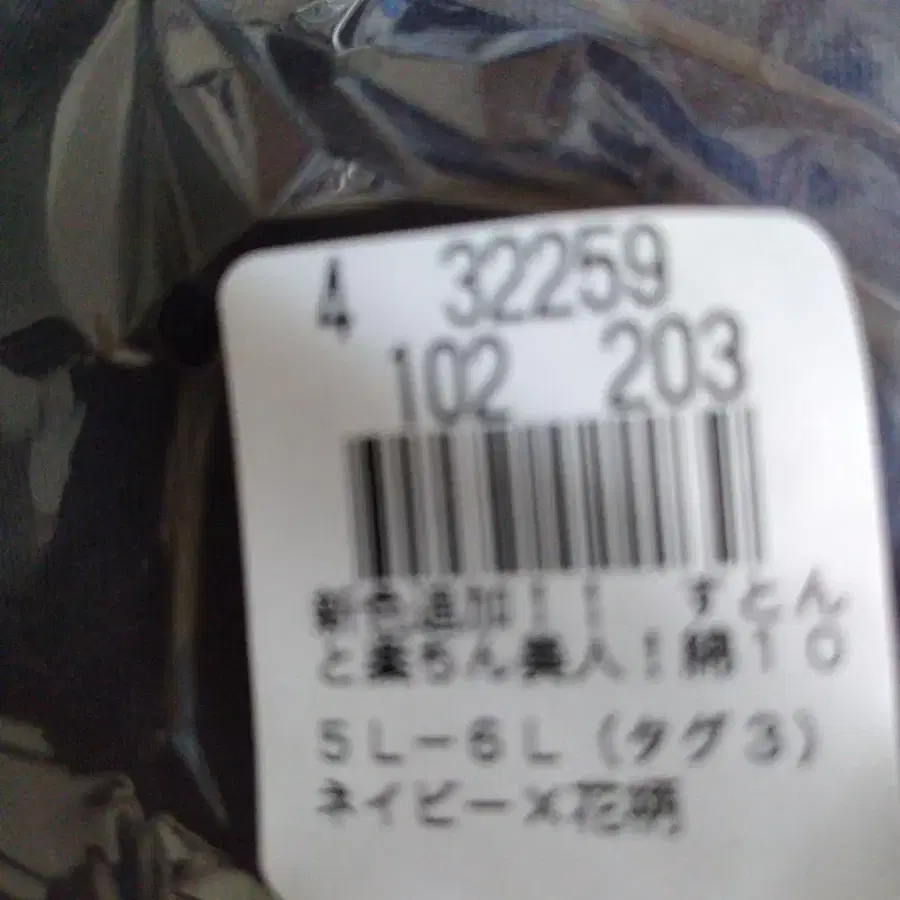 4 32259
102 203
新色追加！！ すとん
と楽ちん美人！綿１０
５Ｌ－６Ｌ（タグ３）
ネイビー×花柄